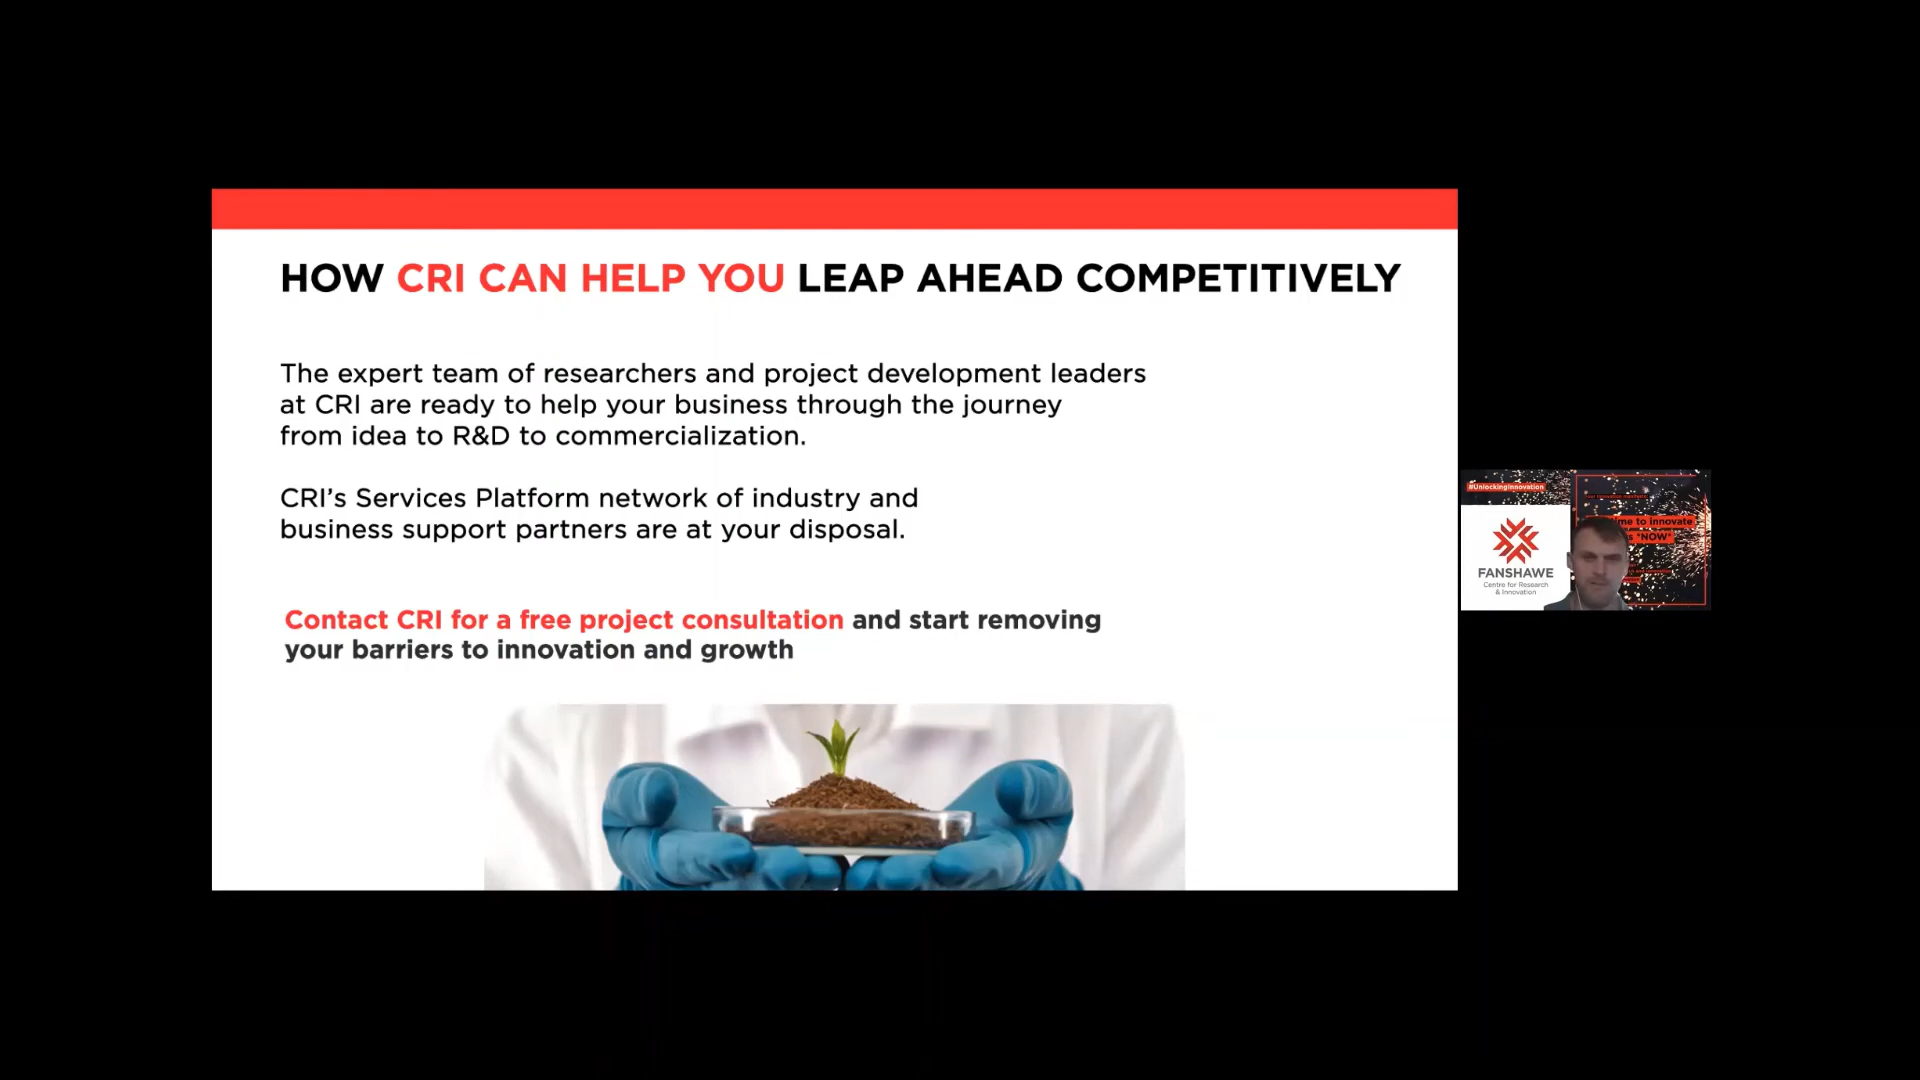 HOW CRI CAN HELP YOU LEAP AHEAD COMPETITIVELY
The expert team of researchers and project development leaders
at CRI are ready to help your business through the journey
from idea to R&D to commercialization.
CRI’s Services Platform network of industry and
business support partners are at your disposal.
Contact CRI for a free project consultation and start removing
your barriers to innovation and growth
#UnlockingInnovation
to innovate
*NOW*
FANSHAWE
Centre for Research
& Innovation